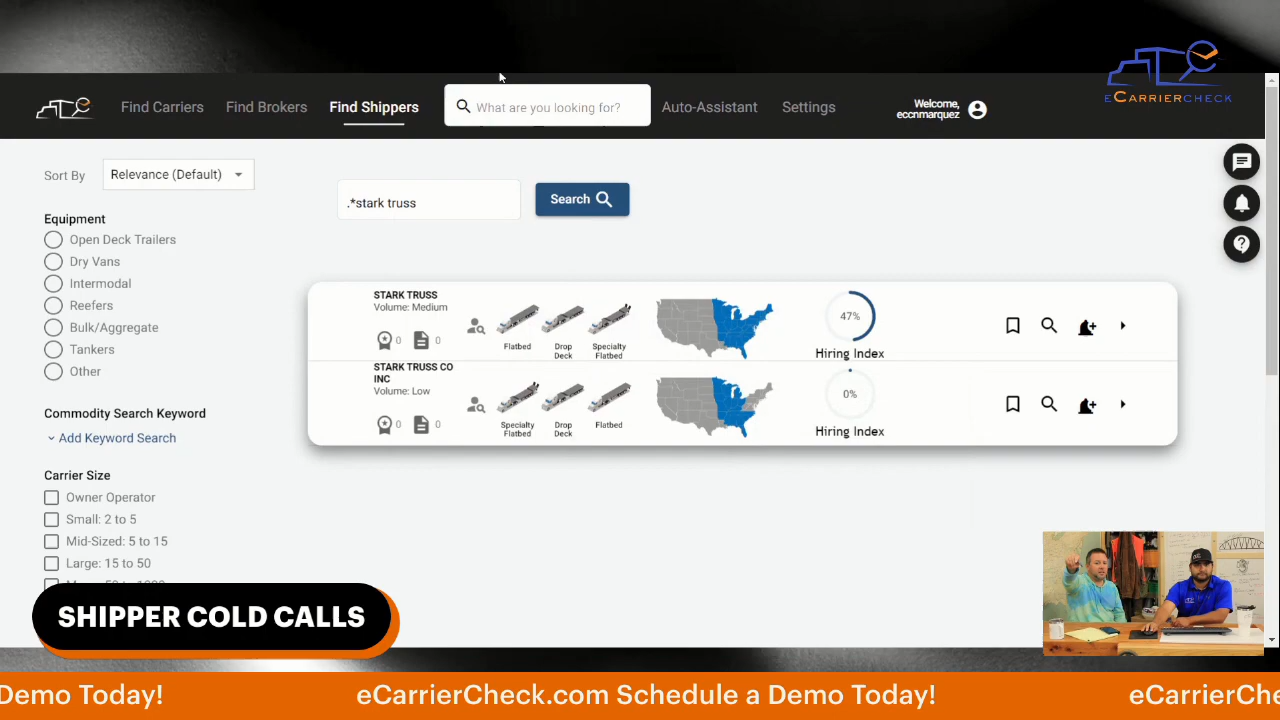 eCARRIERCHECK
Find Carriers
Find Brokers
Find Shippers
What are you looking for?
Auto-Assistant
Settings
Welcome,
eccnmarquez
Sort By
Relevance (Default)
.*stark truss
Search
Equipment
Open Deck Trailers
Dry Vans
Intermodal
Reefers
Bulk/Aggregate
Tankers
Other
Commodity Search Keyword
Add Keyword Search
Carrier Size
Owner Operator
Small: 2 to 5
Mid-Sized: 5 to 15
Large: 15 to 50
STARK TRUSS
Volume: Medium
0
0
Flatbed
Drop
Deck
Specialty
Flatbed
47%
Hiring Index
STARK TRUSS CO
INC
Volume: Low
0
0
Specialty
Flatbed
Drop
Deck
Flatbed
0%
Hiring Index
SHIPPER COLD CALLS
Demo Today!
eCarrierCheck.com Schedule a Demo Today!
eCarrierChe